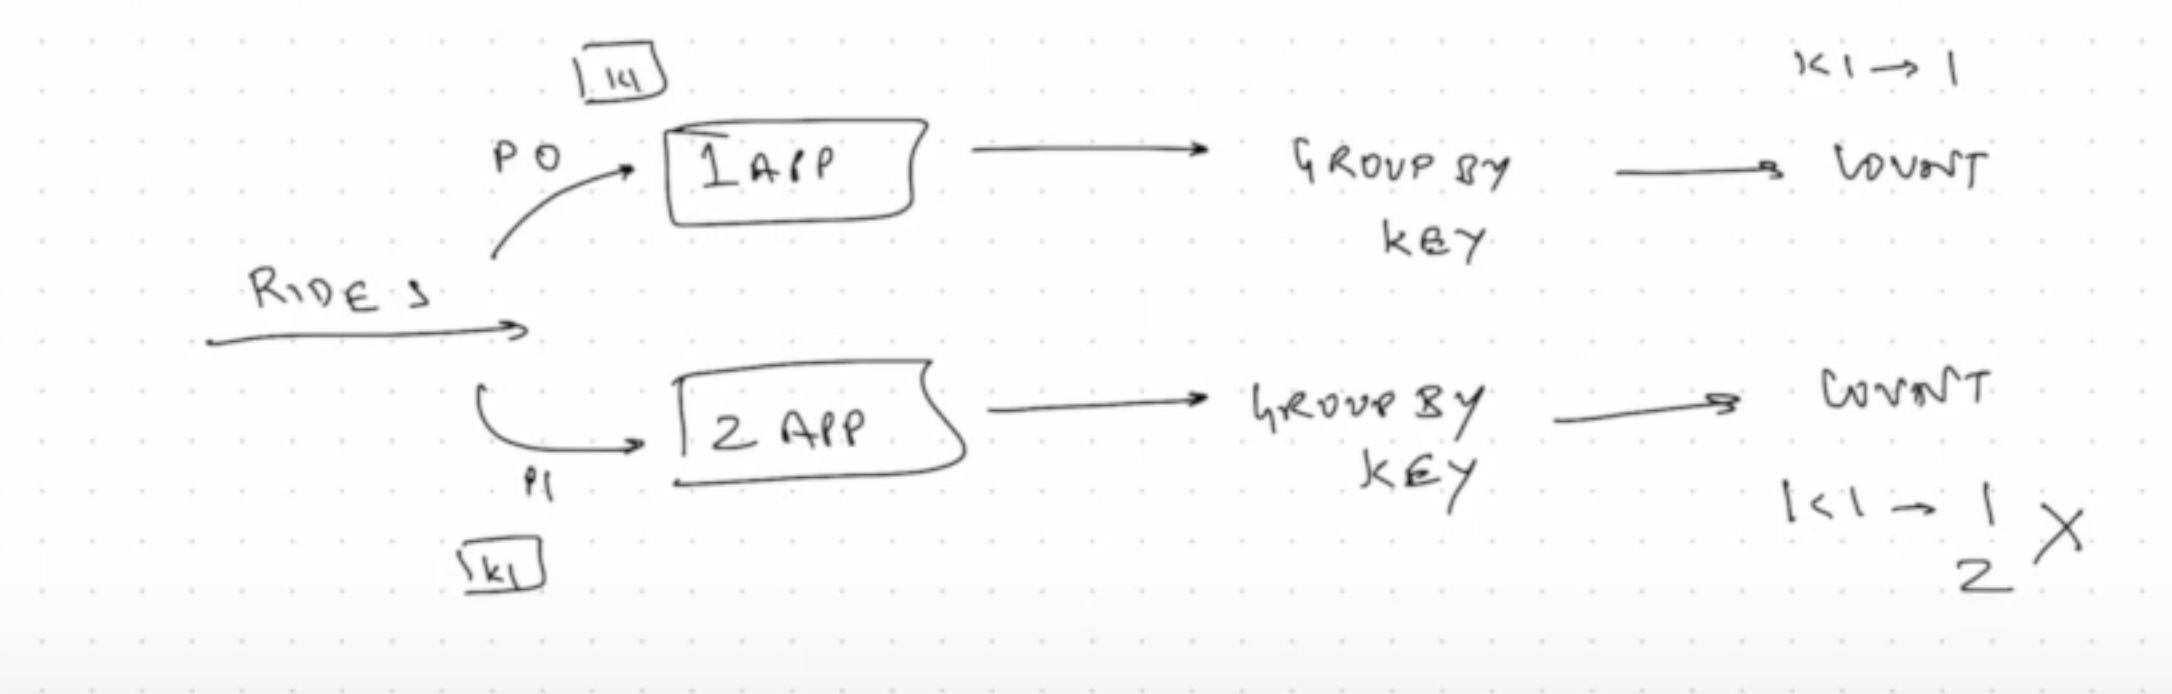 K1
K1 → 1
P0
1 APP
GROUP BY
KEY
COUNT
RIDES
2 APP
GROUP BY
KEY
COUNT
P1
K1 → 1
2 X
K1